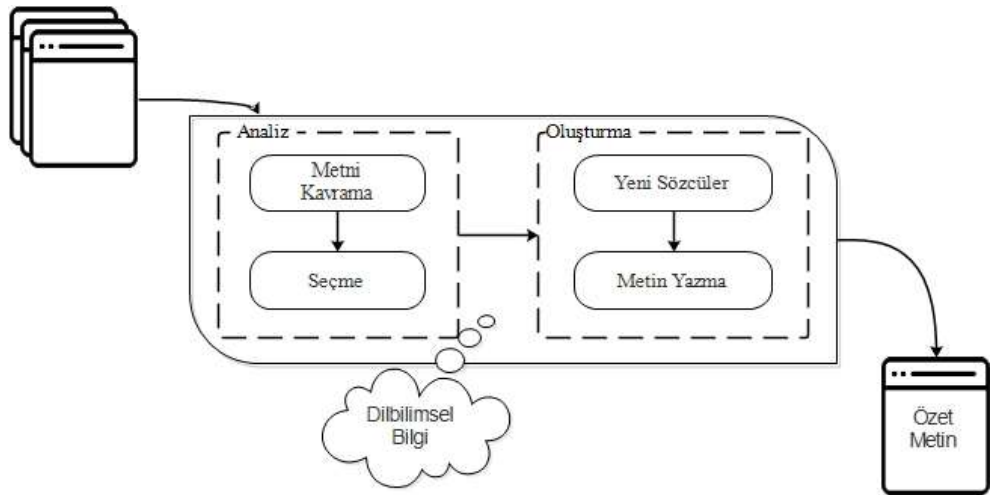 Analiz
Metni
Kavrama
Seçme
Oluşturma
Yeni Sözcüler
Metin Yazma
Dilbilimsel
Bilgi
Özet
Metin